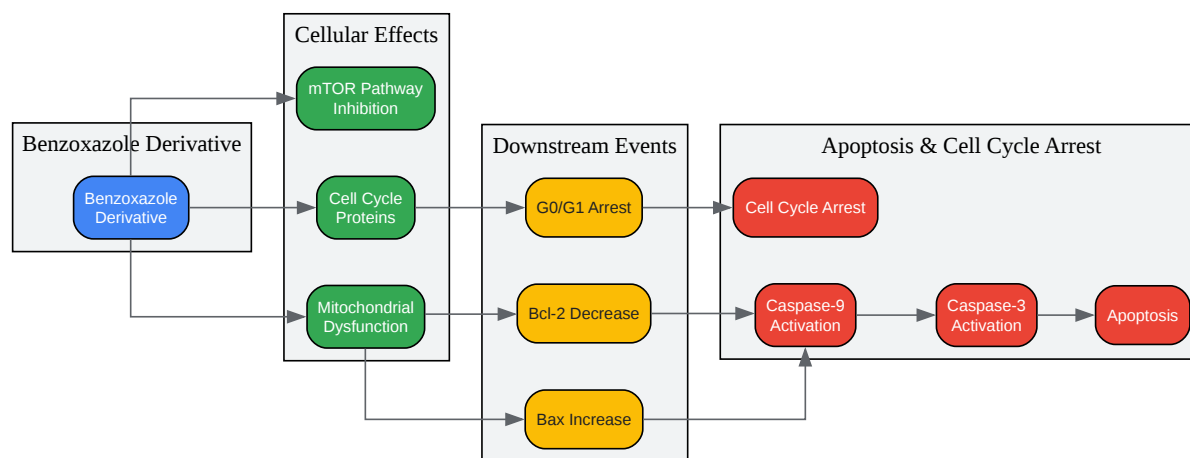 Cellular Effects
mTOR Pathway
Inhibition
Benzoxazole Derivative
Downstream Events
Apoptosis & Cell Cycle Arrest
Benzoxazole
Derivative
Cell Cycle
Proteins
G0/G1 Arrest
Cell Cycle Arrest
Mitochondrial
Dysfunction
Bcl-2 Decrease
Caspase-9
Activation
Caspase-3
Activation
Apoptosis
Bax Increase